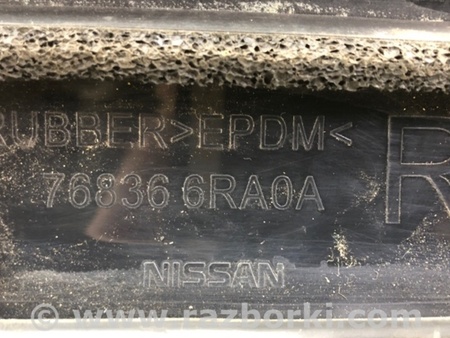 RUBBER>EPDM<
76836 6RA0A
R
NISSAN
© www.razborki.com